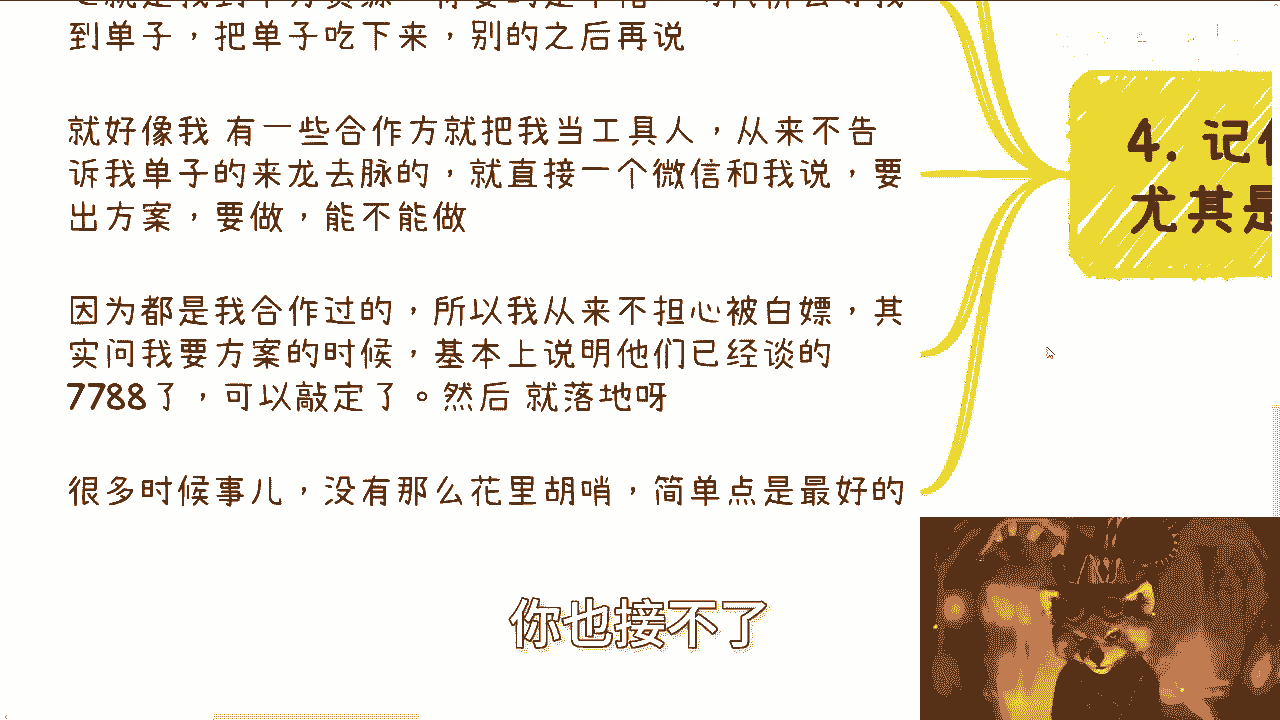 到单子，把单子吃下来，别的之后再说
就好像我 有一些合作方就把我当工具人，从来不告
诉我单子的来龙去脉的，就直接一个微信和我说，要
出方案，要做，能不能做
因为都是我合作过的，所以我从来不担心被白嫖，其
实问我要方案的时候，基本上说明他们已经谈的
7788了，可以敲定了。然后 就落地呀
很多时候事儿，没有那么花里胡哨，简单点是最好的
4. 记
尤其是
你也接不了